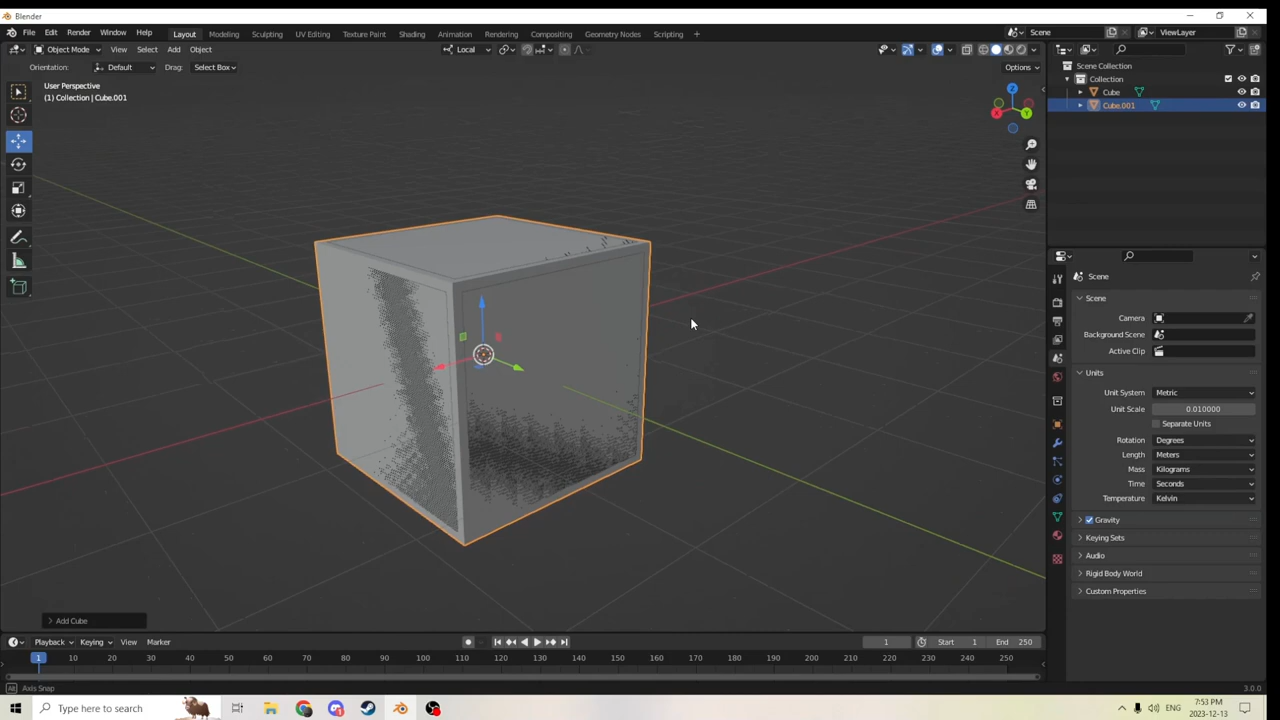 Blender
File Edit Render Window Help Layout Modeling Sculpting UV Editing Texture Paint Shading Animation Rendering Compositing Geometry Nodes Scripting + Scene ViewLayer
Object Mode View Select Add Object Local
Orientation: Default Drag: Select Box Options
User Perspective
(1) Collection | Cube.001
Z
X Y
Scene Collection
Collection
Cube
Cube.001
Scene
Scene
Camera
Background Scene
Active Clip
Units
Unit System Metric
Unit Scale 0.010000
Separate Units
Rotation Degrees
Length Meters
Mass Kilograms
Time Seconds
Temperature Kelvin
Gravity
Keying Sets
Audio
Rigid Body World
Custom Properties
Add Cube
Playback Keying View Marker 1 Start 1 End 250
1 10 20 30 40 50 60 70 80 90 100 110 120 130 140 150 160 170 180 190 200 210 220 230 240 250
Axis Snap 3.0.0
Type here to search ENG 7:53 PM
2023-12-13